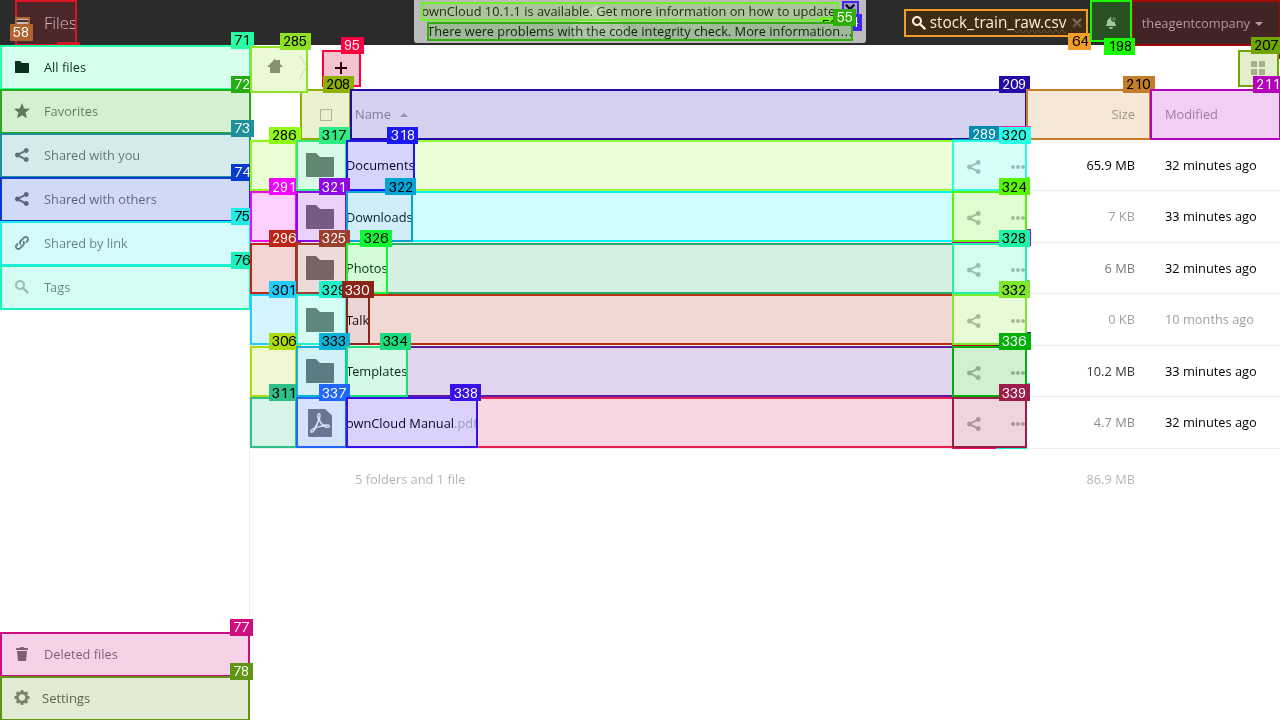 Files
ownCloud 10.1.1 is available. Get more information on how to update.
There were problems with the code integrity check. More information...
stock_train_raw.csv
theagentcompany
58
55
64
198
71
72
73
74
75
76
77
78
All files
Favorites
Shared with you
Shared with others
Shared by link
Tags
Deleted files
Settings
285
95
207
208
209
210
211
Name
Size
Modified
286
317
318
289
320
Documents
65.9 MB
32 minutes ago
291
321
322
324
Downloads
7 KB
33 minutes ago
296
325
326
328
Photos
6 MB
32 minutes ago
301
329
330
332
Talk
0 KB
10 months ago
306
333
334
336
Templates
10.2 MB
33 minutes ago
311
337
338
339
ownCloud Manual.pdf
4.7 MB
32 minutes ago
5 folders and 1 file
86.9 MB